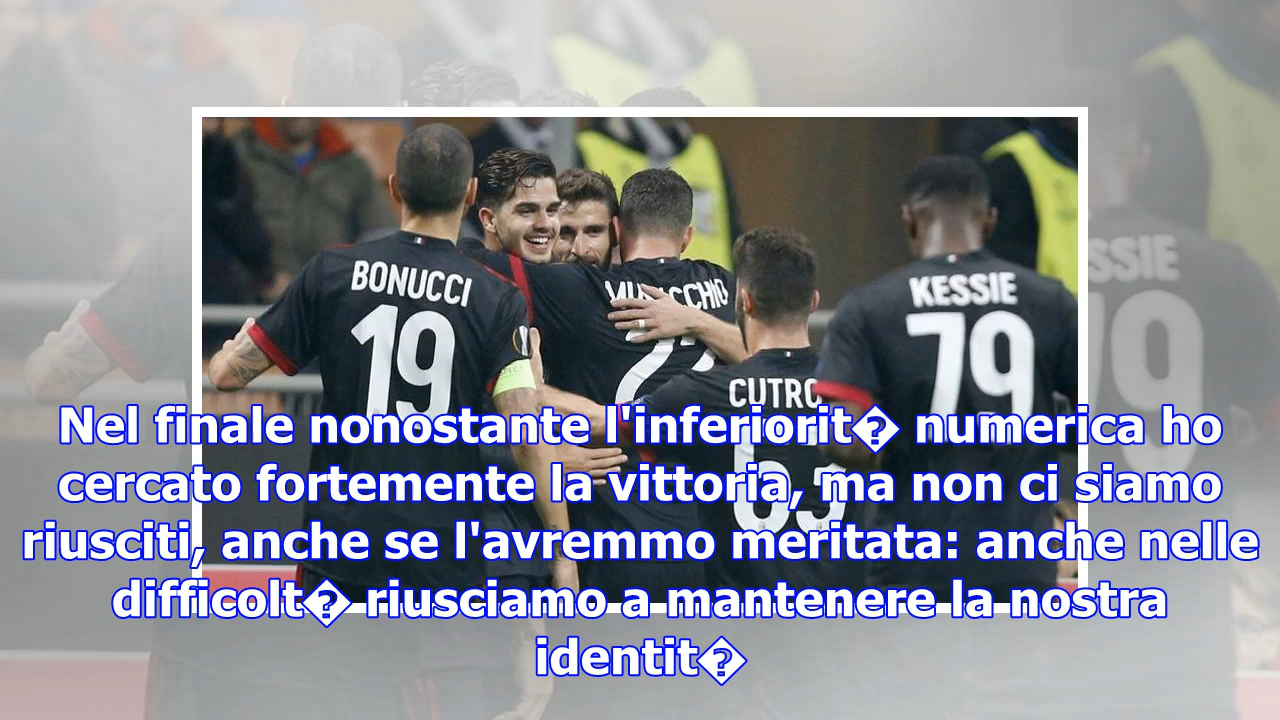 BONUCCI
19
KESSIE
79
CUTRO
63
Nel finale nonostante l'inferiorit� numerica ho
cercato fortemente la vittoria, ma non ci siamo
riusciti, anche se l'avremmo meritata: anche nelle
difficolt� riusciamo a mantenere la nostra
identit�